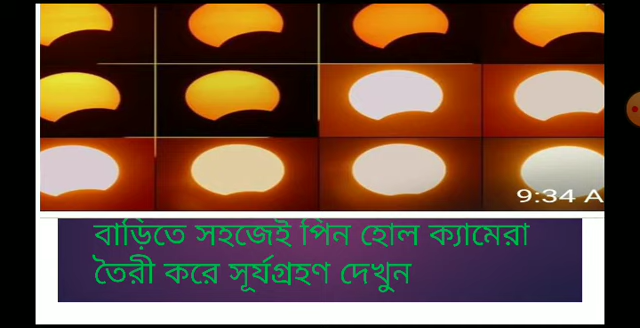 9:34 A
বাড়িতে সহজেই পিন হোল ক্যামেরা
তৈরী করে সূর্যগ্রহণ দেখুন